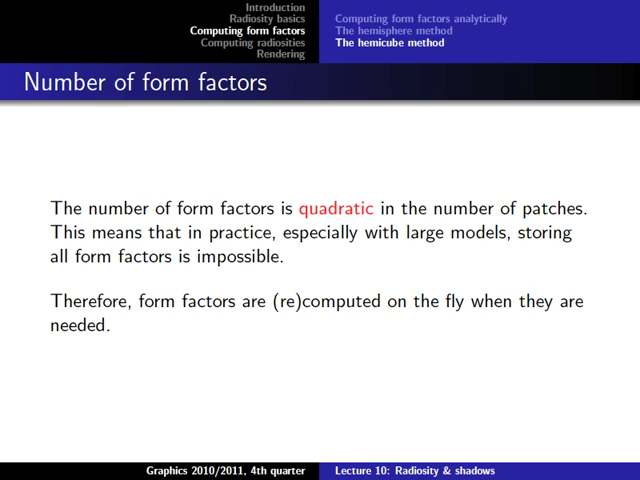 Introduction
Radiosity basics
Computing form factors
Computing radiosities
Rendering
Computing form factors analytically
The hemisphere method
The hemicube method
Number of form factors
The number of form factors is quadratic in the number of patches.
This means that in practice, especially with large models, storing
all form factors is impossible.
Therefore, form factors are (re)computed on the fly when they are
needed.
Graphics 2010/2011, 4th quarter
Lecture 10: Radiosity & shadows